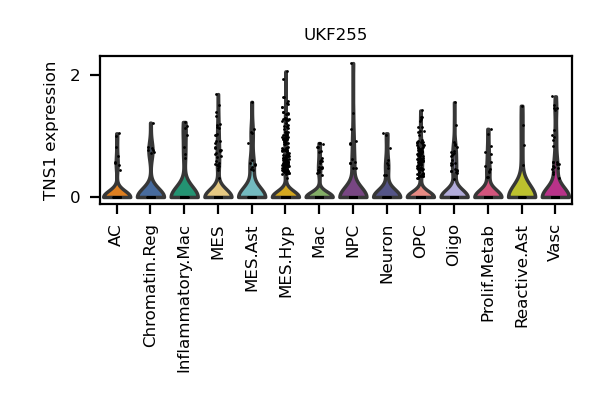 UKF255
TNS1 expression
2
0
AC
Chromatin.Reg
Inflammatory.Mac
MES
MES.Ast
MES.Hyp
Mac
NPC
Neuron
OPC
Oligo
Prolif.Metab
Reactive.Ast
Vasc